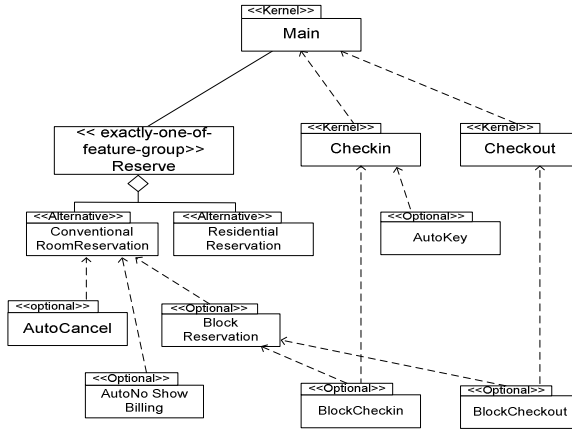 <<Kernel>>
Main
<< exactly-one-of-
feature-group>>
Reserve
<<Kernel>>
Checkin
<<Kernel>>
Checkout
<<Alternative>>
Conventional
RoomReservation
<<Alternative>>
Residential
Reservation
<<Optional>>
AutoKey
<<optional>>
AutoCancel
<<Optional>>
Block
Reservation
<<Optional>>
AutoNo Show
Billing
<<Optional>>
BlockCheckin
<<Optional>>
BlockCheckout